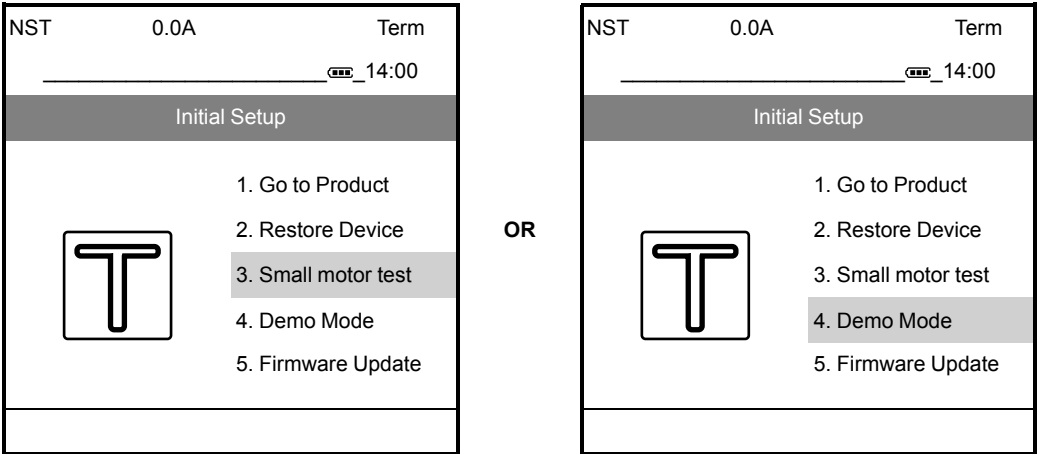 NST 0.0A Term
_14:00
Initial Setup
1. Go to Product
2. Restore Device
3. Small motor test
4. Demo Mode
5. Firmware Update
OR
NST 0.0A Term
_14:00
Initial Setup
1. Go to Product
2. Restore Device
3. Small motor test
4. Demo Mode
5. Firmware Update